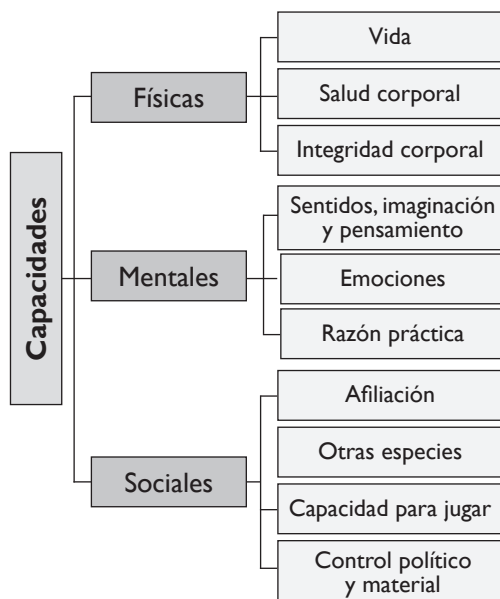 Capacidades
Físicas
Vida
Salud corporal
Integridad corporal
Mentales
Sentidos, imaginación
y pensamiento
Emociones
Razón práctica
Sociales
Afiliación
Otras especies
Capacidad para jugar
Control político
y material